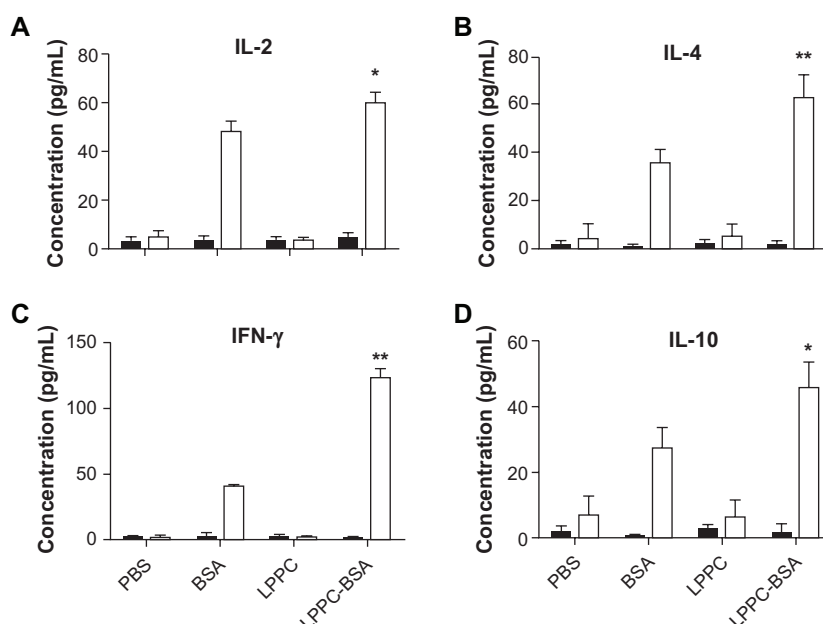 A
IL-2
Concentration (pg/mL)
80
60
40
20
0
*
B
IL-4
Concentration (pg/mL)
80
60
40
20
0
**
C
IFN-γ
Concentration (pg/mL)
150
100
50
0
**
PBS
BSA
LPPC
LPPC-BSA
D
IL-10
Concentration (pg/mL)
60
40
20
0
*
PBS
BSA
LPPC
LPPC-BSA